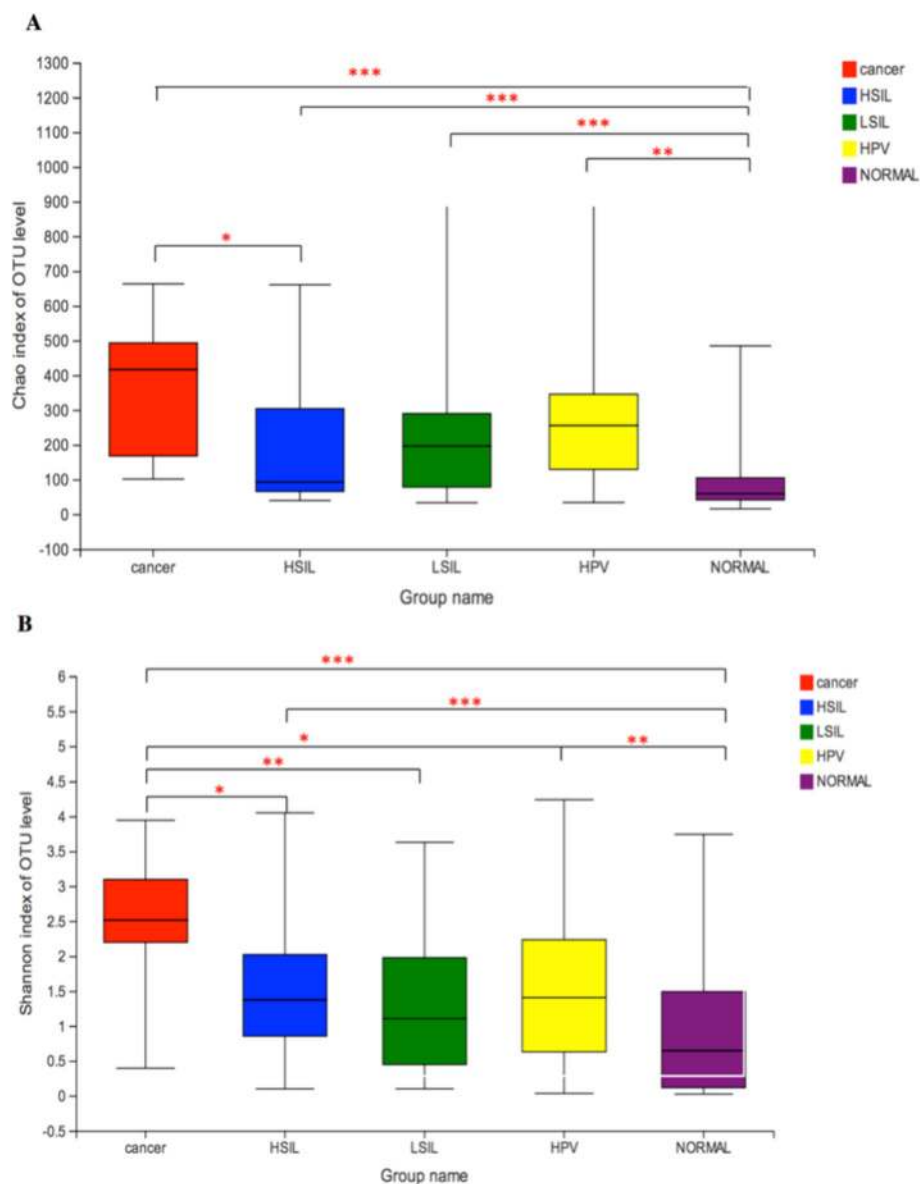 A
1300
1200
1100
1000
900
800
700
600
500
400
300
200
100
0
-100
Chao index of OTU level
***
***
***
**
*
cancer
HSIL
LSIL
HPV
NORMAL
cancer HSIL LSIL HPV NORMAL
Group name
B
6
5.5
5
4.5
4
3.5
3
2.5
2
1.5
1
0.5
0
-0.5
Shannon index of OTU level
***
***
*
**
**
*
cancer
HSIL
LSIL
HPV
NORMAL
cancer HSIL LSIL HPV NORMAL
Group name